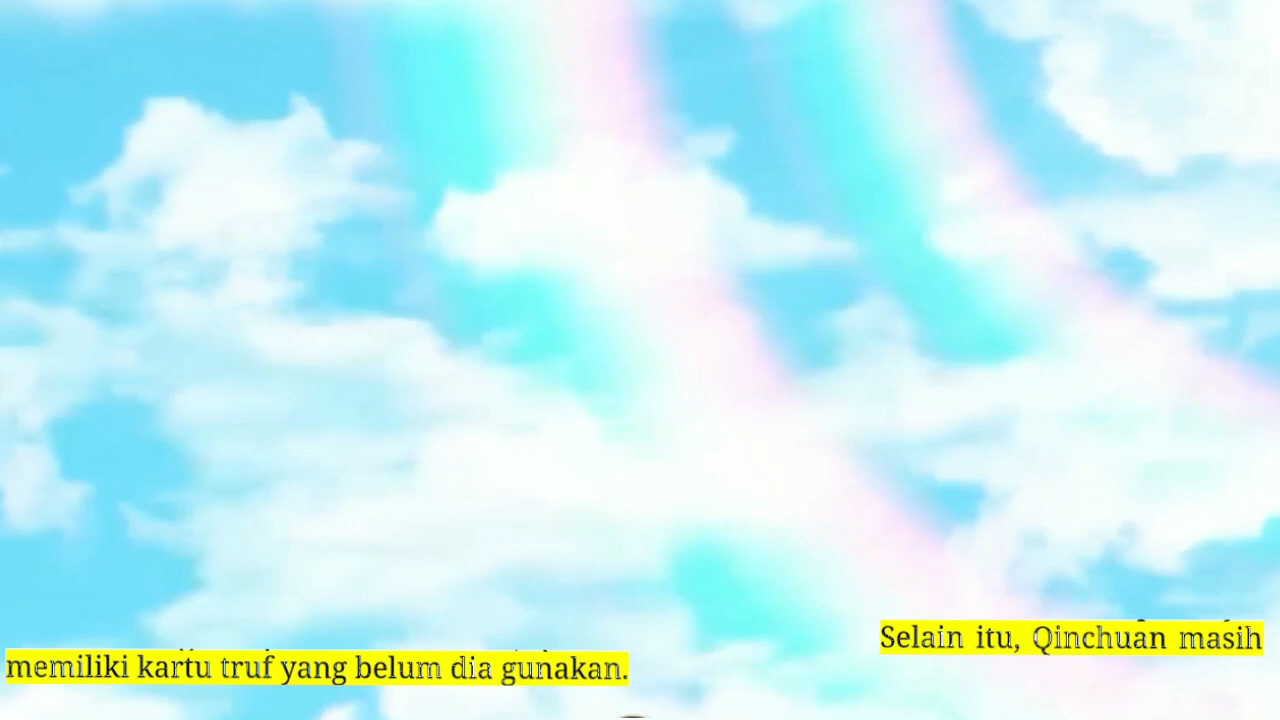 Selain itu, Qinchuan masih
memiliki kartu truf yang belum dia gunakan.